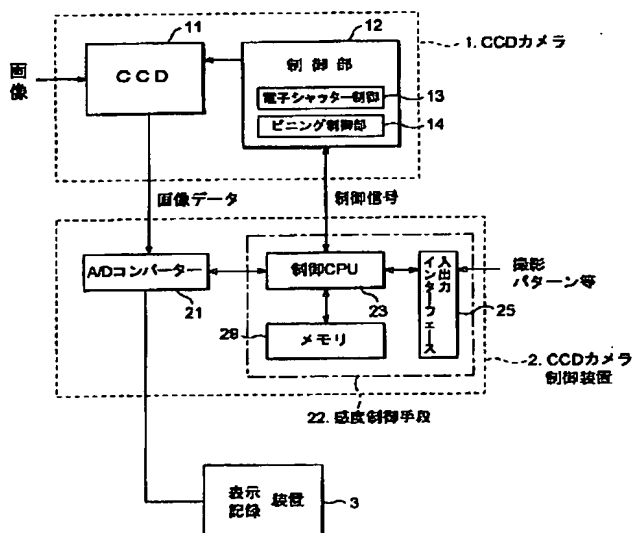 11
12
1. CCDカメラ
画像
CCD
制御部
電子シャッター制御
13
ビニング制御部
14
画像データ
制御信号
A/Dコンバーター
21
制御CPU
23
入出力
インターフェース
25
撮影
パターン等
メモリ
28
2. CCDカメラ
制御装置
22. 感度制御手段
表示
記録
装置
3